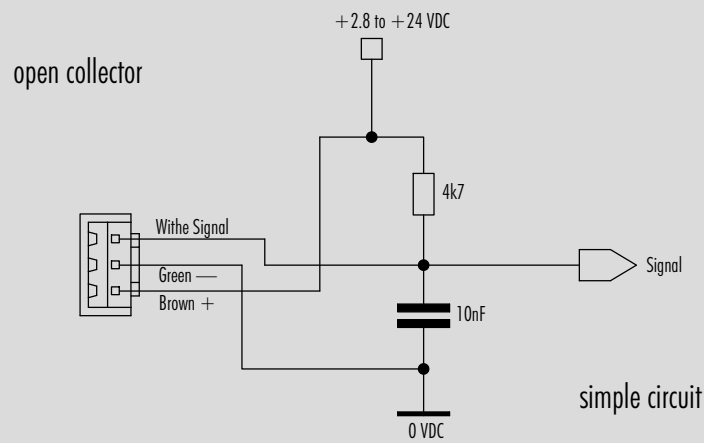 +2.8 to +24 VDC
open collector
4k7
Withe Signal
Green —
Signal
Brown +
10nF
simple circuit
0 VDC